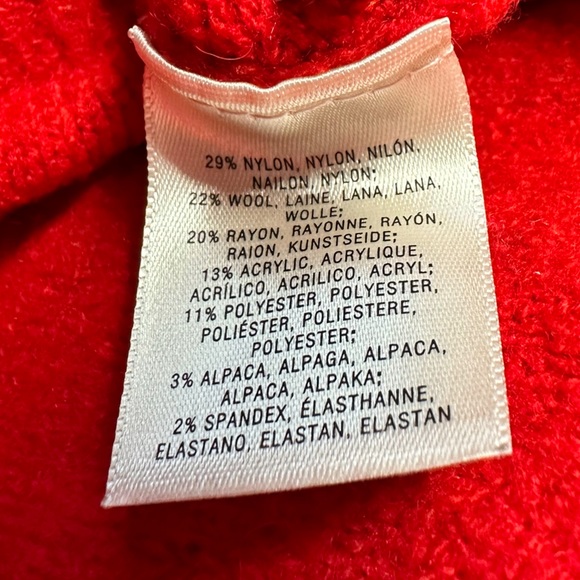 29% NYLON, NYLON, NILÓN,
NAILON, NYLON;
22% WOOL, LAINE, LANA, LANA,
WOLLE;
20% RAYON, RAYONNE, RAYÓN,
RAION, KUNSTSEIDE;
13% ACRYLIC, ACRYLIQUE,
ACRÍLICO, ACRILICO, ACRYL;
11% POLYESTER, POLYESTER,
POLIÉSTER, POLIESTERE,
POLYESTER;
3% ALPACA, ALPAGA, ALPACA,
ALPACA, ALPAKA;
2% SPANDEX, ÉLASTHANNE,
ELASTANO, ELASTAN, ELASTAN